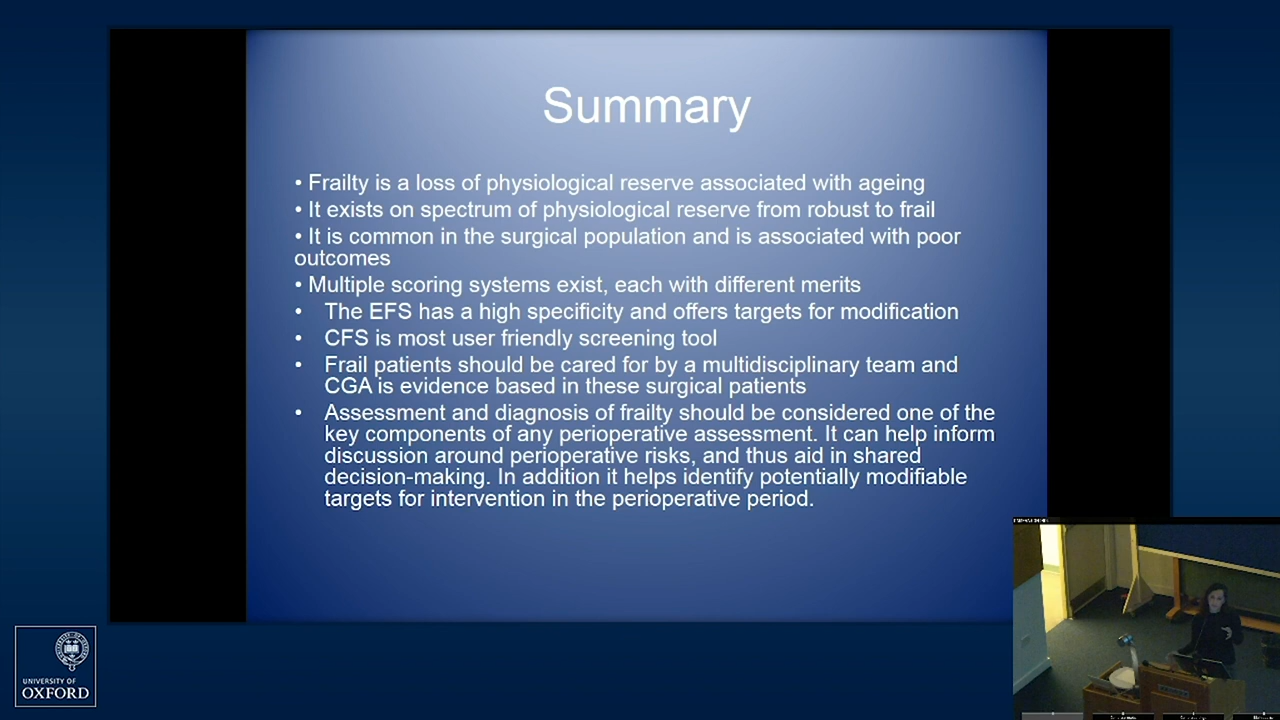 Summary
• Frailty is a loss of physiological reserve associated with ageing
• It exists on spectrum of physiological reserve from robust to frail
• It is common in the surgical population and is associated with poor
outcomes
• Multiple scoring systems exist, each with different merits
• The EFS has a high specificity and offers targets for modification
• CFS is most user friendly screening tool
• Frail patients should be cared for by a multidisciplinary team and
CGA is evidence based in these surgical patients
• Assessment and diagnosis of frailty should be considered one of the
key components of any perioperative assessment. It can help inform
discussion around perioperative risks, and thus aid in shared
decision-making. In addition it helps identify potentially modifiable
targets for intervention in the perioperative period.
UNIVERSITY OF
OXFORD